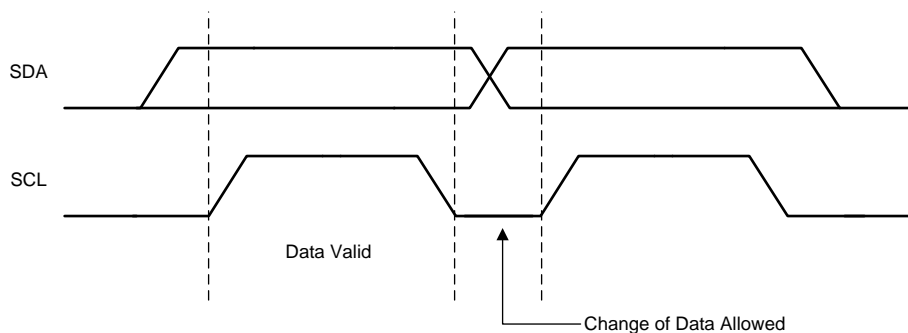 SDA
SCL
Data Valid
Change of Data Allowed